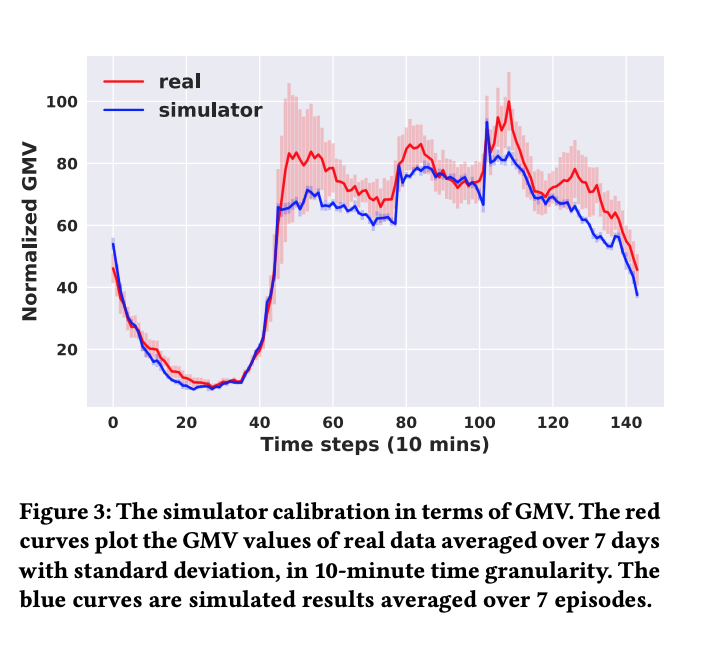 real
simulator
100
80
60
40
20
Normalized GMV
0 20 40 60 80 100 120 140
Time steps (10 mins)
Figure 3: The simulator calibration in terms of GMV. The red
curves plot the GMV values of real data averaged over 7 days
with standard deviation, in 10-minute time granularity. The
blue curves are simulated results averaged over 7 episodes.